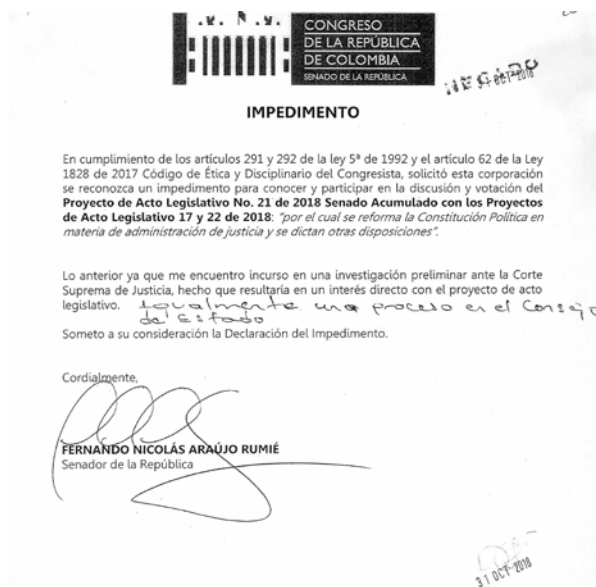 CONGRESO
DE LA REPÚBLICA
DE COLOMBIA
SENADO DE LA REPÚBLICA
NEGADO
31 OCT 2018
IMPEDIMENTO
En cumplimiento de los artículos 291 y 292 de la ley 5ª de 1992 y el artículo 62 de la Ley
1828 de 2017 Código de Ética y Disciplinario del Congresista, solicitó esta corporación
se reconozca un impedimento para conocer y participar en la discusión y votación del
Proyecto de Acto Legislativo No. 21 de 2018 Senado Acumulado con los Proyectos
de Acto Legislativo 17 y 22 de 2018: "por el cual se reforma la Constitución Política en
materia de administración de justicia y se dictan otras disposiciones".
Lo anterior ya que me encuentro incurso en una investigación preliminar ante la Corte
Suprema de Justicia, hecho que resultaría en un interés directo con el proyecto de acto
legislativo. Igualmente una proceso en el Consejo
de Estado
Someto a su consideración la Declaración del Impedimento.
Cordialmente,
FERNANDO NICOLÁS ARAÚJO RUMIÉ
Senador de la República
31 OCT 2018